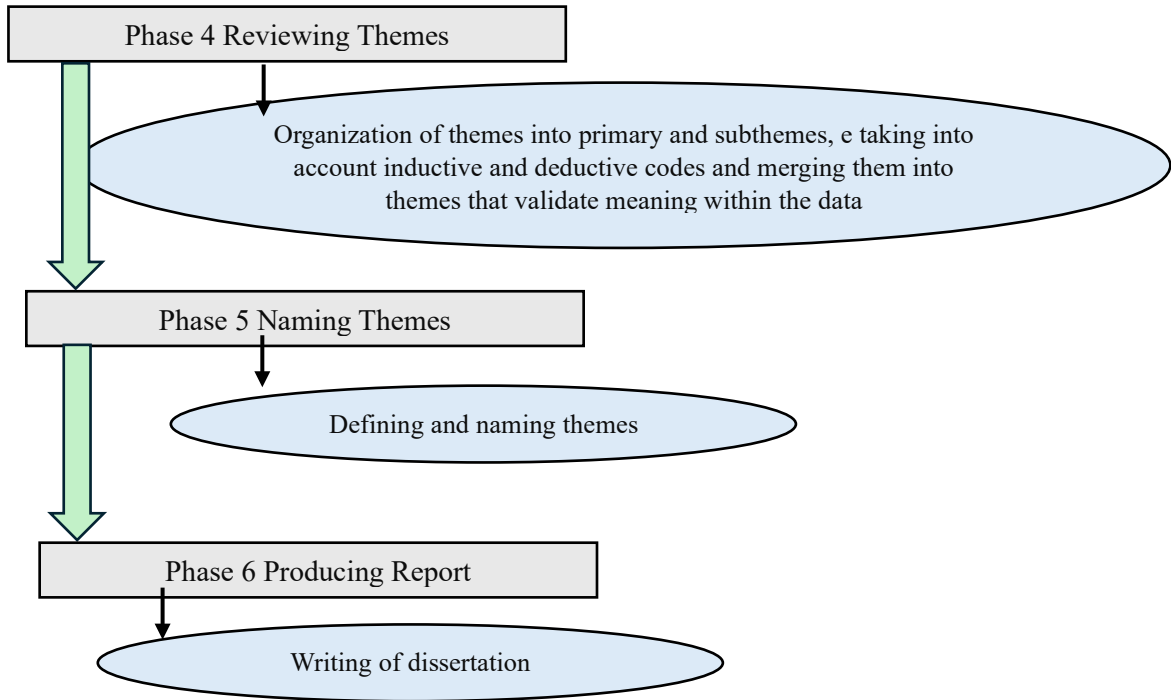 Phase 4 Reviewing Themes
Organization of themes into primary and subthemes, e taking into
account inductive and deductive codes and merging them into
themes that validate meaning within the data
Phase 5 Naming Themes
Defining and naming themes
Phase 6 Producing Report
Writing of dissertation